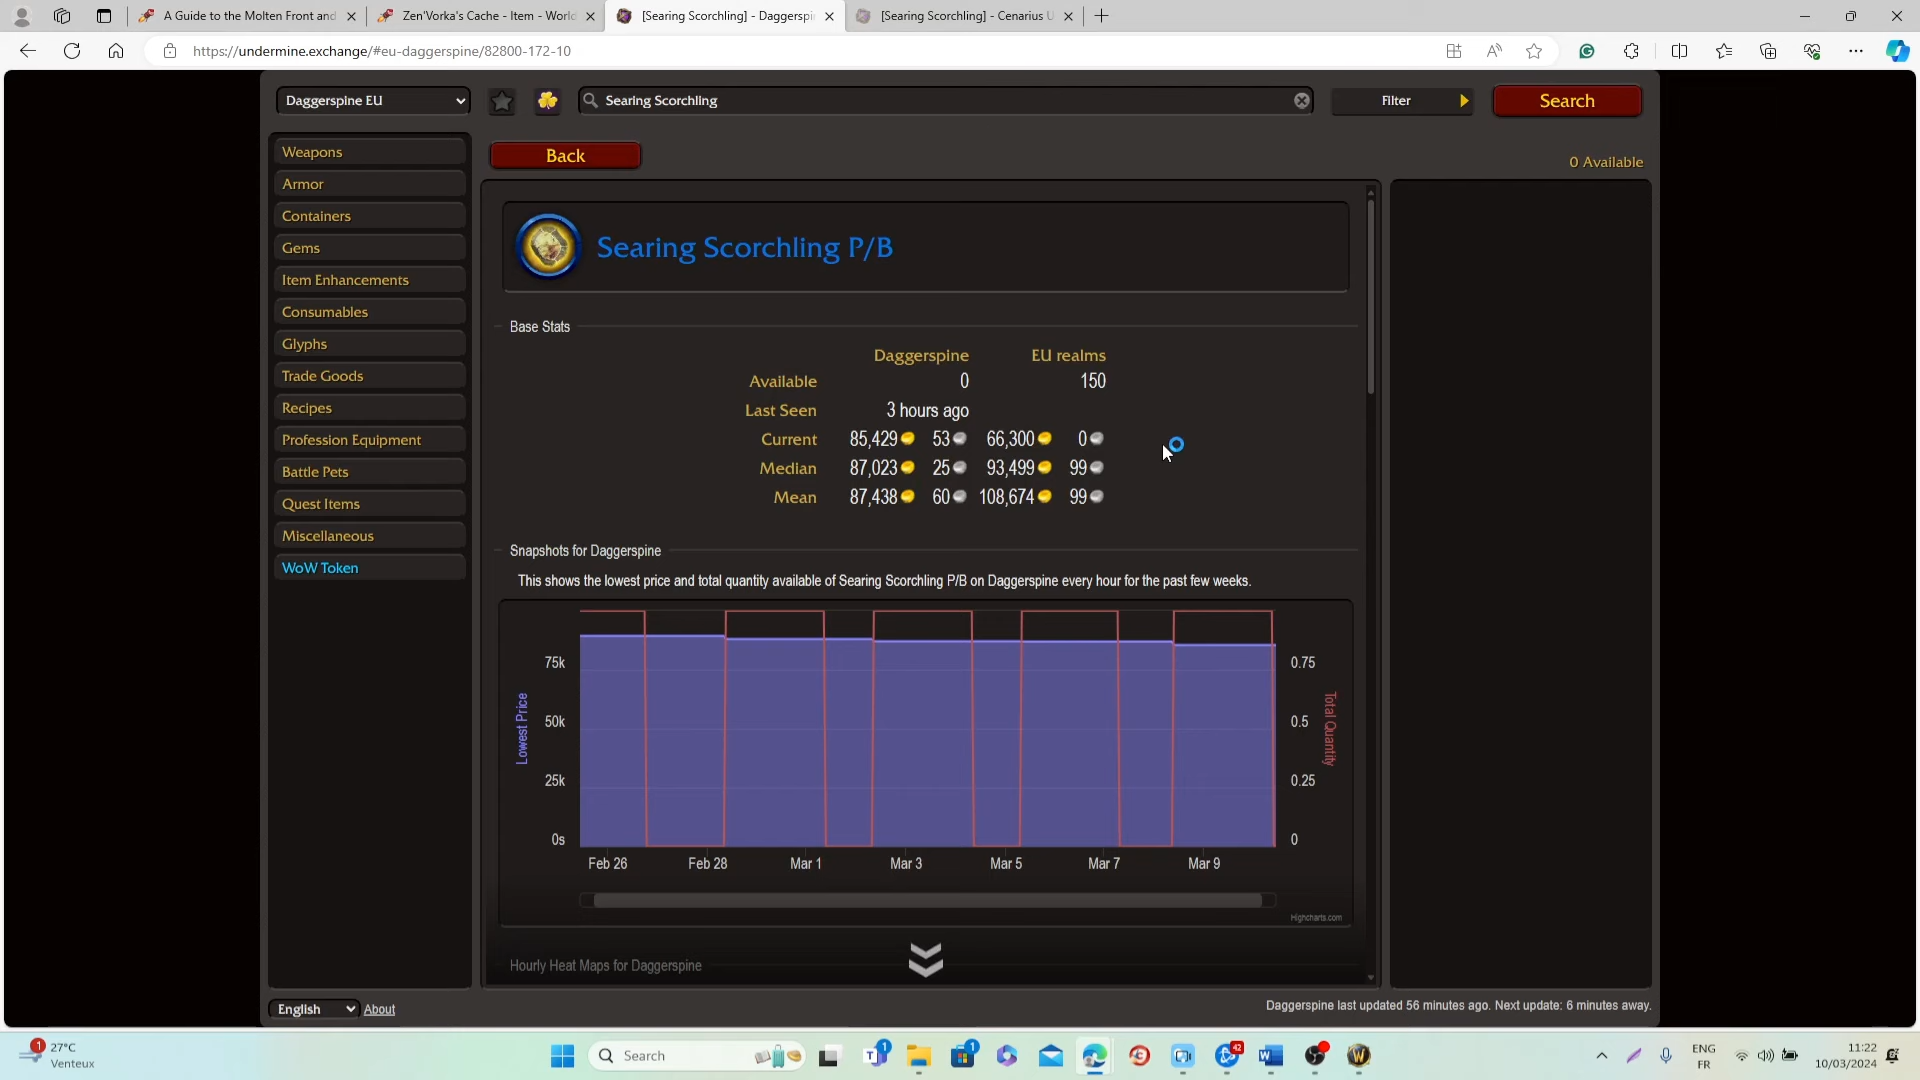 A Guide to the Molten Front and
Zen'Vorka's Cache - Item - World
[Searing Scorchling] - Daggerspi
[Searing Scorchling] - Cenarius U
https://undermine.exchange/#eu-daggerspine/82800-172-10
Daggerspine EU
Searing Scorchling
Filter
Search
Back
0 Available
Weapons
Armor
Containers
Gems
Item Enhancements
Consumables
Glyphs
Trade Goods
Recipes
Profession Equipment
Battle Pets
Quest Items
Miscellaneous
WoW Token
Searing Scorchling P/B
Base Stats
Daggerspine EU realms
Available 0 150
Last Seen 3 hours ago
Current 85,429 53 66,300 0
Median 87,023 25 93,499 99
Mean 87,438 60 108,674 99
Snapshots for Daggerspine
This shows the lowest price and total quantity available of Searing Scorchling P/B on Daggerspine every hour for the past few weeks.
Lowest Price
75k
50k
25k
0s
0.75
0.5
0.25
0
Total Quantity
Feb 26 Feb 28 Mar 1 Mar 3 Mar 5 Mar 7 Mar 9
Highcharts.com
Hourly Heat Maps for Daggerspine
English About
Daggerspine last updated 56 minutes ago. Next update: 6 minutes away.
1
27°C
Venteux
Search
1
1
42
ENG
FR
11:22
10/03/2024